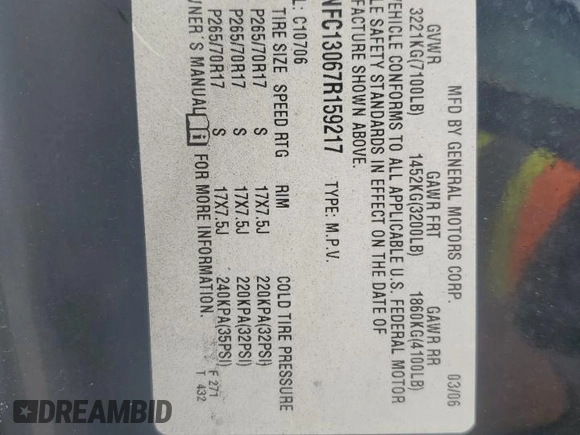 MFD BY GENERAL MOTORS CORP. 03/06
GVWR GAWR FRT GAWR RR
3221KG(7100LB) 1452KG(3200LB) 1860KG(4100LB)
VEHICLE CONFORMS TO ALL APPLICABLE U.S. FEDERAL MOTOR
LE SAFETY STANDARDS IN EFFECT ON THE DATE OF
FACTURE SHOWN ABOVE.
NFC13067R159217 TYPE: M.P.V.
L: C10706
TIRE SIZE SPEED RTG RIM COLD TIRE PRESSURE
P265/70R17 S 17X7.5J 220KPA(32PSI)
P265/70R17 S 17X7.5J 220KPA(32PSI)
P265/70R17 S 17X7.5J 240KPA(35PSI)
WNER'S MANUAL i FOR MORE INFORMATION.
F 271
T 432
DREAMBID